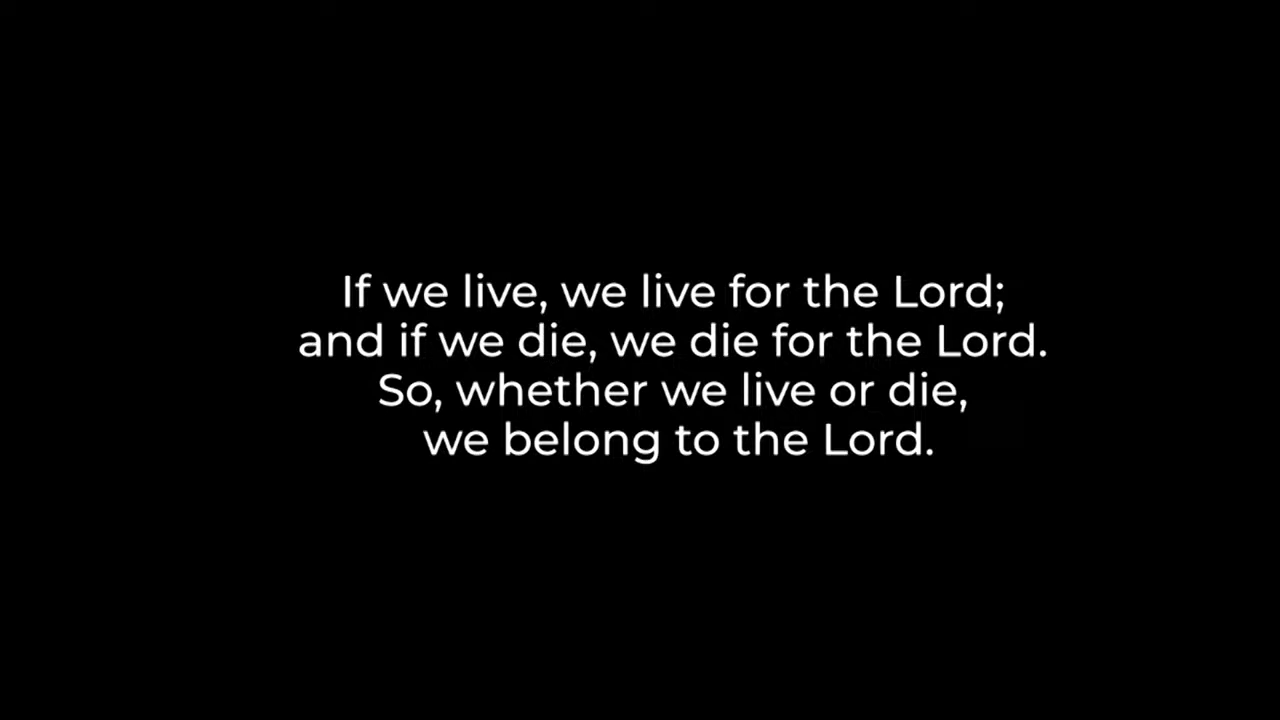 If we live, we live for the Lord;
and if we die, we die for the Lord.
So, whether we live or die,
we belong to the Lord.